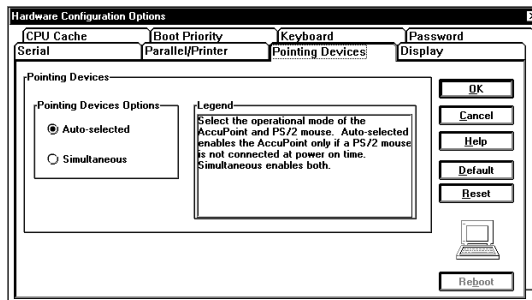 Hardware Configuration Options
CPU Cache
Boot Priority
Keyboard
Password
Serial
Parallel/Printer
Pointing Devices
Display
Pointing Devices
Pointing Devices Options
Auto-selected
Simultaneous
Legend
Select the operational mode of the
AccuPoint and PS/2 mouse. Auto-selected
enables the AccuPoint only if a PS/2 mouse
is not connected at power on time.
Simultaneous enables both.
OK
Cancel
Help
Default
Reset
Reboot